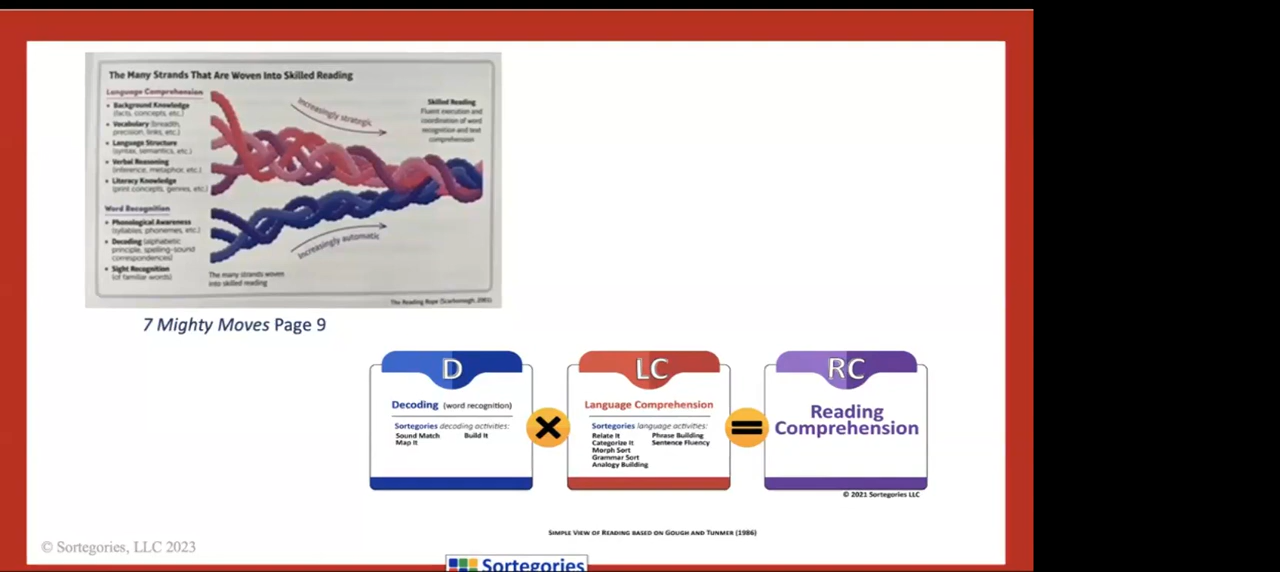 The Many Strands That Are Woven Into Skilled Reading
Language Comprehension
• Background Knowledge
(facts, concepts, etc.)
• Vocabulary (breadth,
precision, links, etc.)
• Language Structure
(syntax, semantics, etc.)
• Verbal Reasoning
(inference, metaphor, etc.)
• Literacy Knowledge
(print concepts, genres, etc.)
Word Recognition
• Phonological Awareness
(syllables, phonemes, etc.)
• Decoding (alphabetic
principle, spelling-sound
correspondences)
• Sight Recognition
(of familiar words)
Increasingly strategic
Increasingly automatic
Skilled Reading
Fluent execution and
coordination of word
recognition and text
comprehension
The many strands woven
into skilled reading
The Reading Rope (Scarborough, 2001)
7 Mighty Moves Page 9
D
Decoding (word recognition)
Sortegories decoding activities:
Sound Match Build It
Map It
×
LC
Language Comprehension
Sortegories language activities:
Relate It Phrase Building
Categorize It Sentence Fluency
Morph Sort
Grammar Sort
Analogy Building
=
RC
Reading
Comprehension
© 2021 Sortegories LLC
Simple View of Reading based on Gough and Tunmer (1986)
© Sortegories, LLC 2023
Sortegories